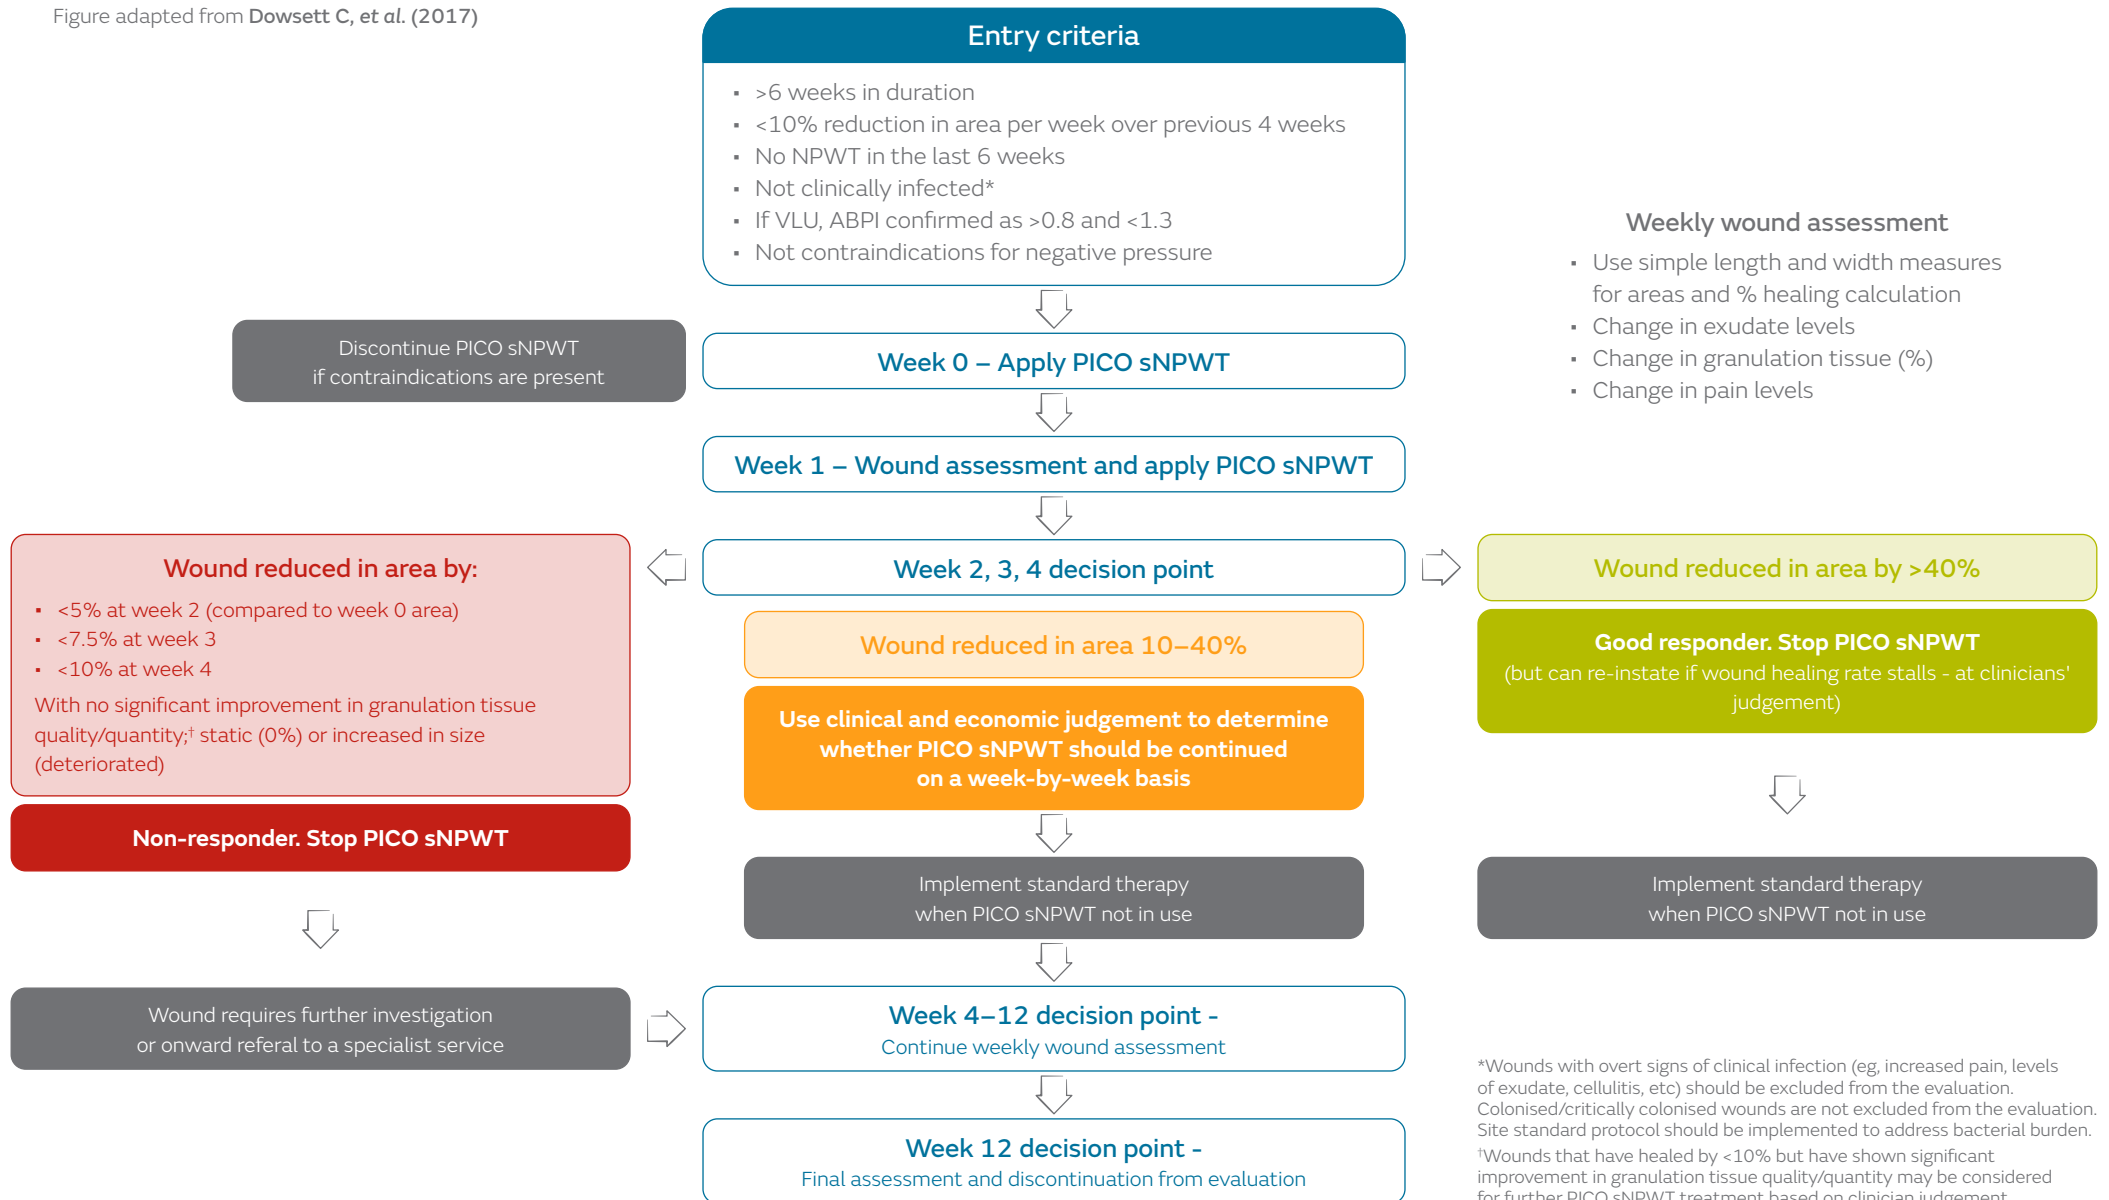 Figure adapted from Dowsett C, et al. (2017)
Entry criteria
▪ >6 weeks in duration
▪ <10% reduction in area per week over previous 4 weeks
▪ No NPWT in the last 6 weeks
▪ Not clinically infected*
▪ If VLU, ABPI confirmed as >0.8 and <1.3
▪ Not contraindications for negative pressure
Weekly wound assessment
▪ Use simple length and width measures
for areas and % healing calculation
▪ Change in exudate levels
▪ Change in granulation tissue (%)
▪ Change in pain levels
Discontinue PICO sNPWT
if contraindications are present
Week 0 – Apply PICO sNPWT
Week 1 – Wound assessment and apply PICO sNPWT
Week 2, 3, 4 decision point
Wound reduced in area by:
▪ <5% at week 2 (compared to week 0 area)
▪ <7.5% at week 3
▪ <10% at week 4
With no significant improvement in granulation tissue
quality/quantity;† static (0%) or increased in size
(deteriorated)
Non-responder. Stop PICO sNPWT
Wound requires further investigation
or onward referal to a specialist service
Wound reduced in area 10–40%
Use clinical and economic judgement to determine
whether PICO sNPWT should be continued
on a week-by-week basis
Implement standard therapy
when PICO sNPWT not in use
Wound reduced in area by >40%
Good responder. Stop PICO sNPWT
(but can re-instate if wound healing rate stalls - at clinicians'
judgement)
Implement standard therapy
when PICO sNPWT not in use
Week 4–12 decision point -
Continue weekly wound assessment
Week 12 decision point -
Final assessment and discontinuation from evaluation
*Wounds with overt signs of clinical infection (eg, increased pain, levels
of exudate, cellulitis, etc) should be excluded from the evaluation.
Colonised/critically colonised wounds are not excluded from the evaluation.
Site standard protocol should be implemented to address bacterial burden.
†Wounds that have healed by <10% but have shown significant
improvement in granulation tissue quality/quantity may be considered
for further PICO sNPWT treatment based on clinician judgement